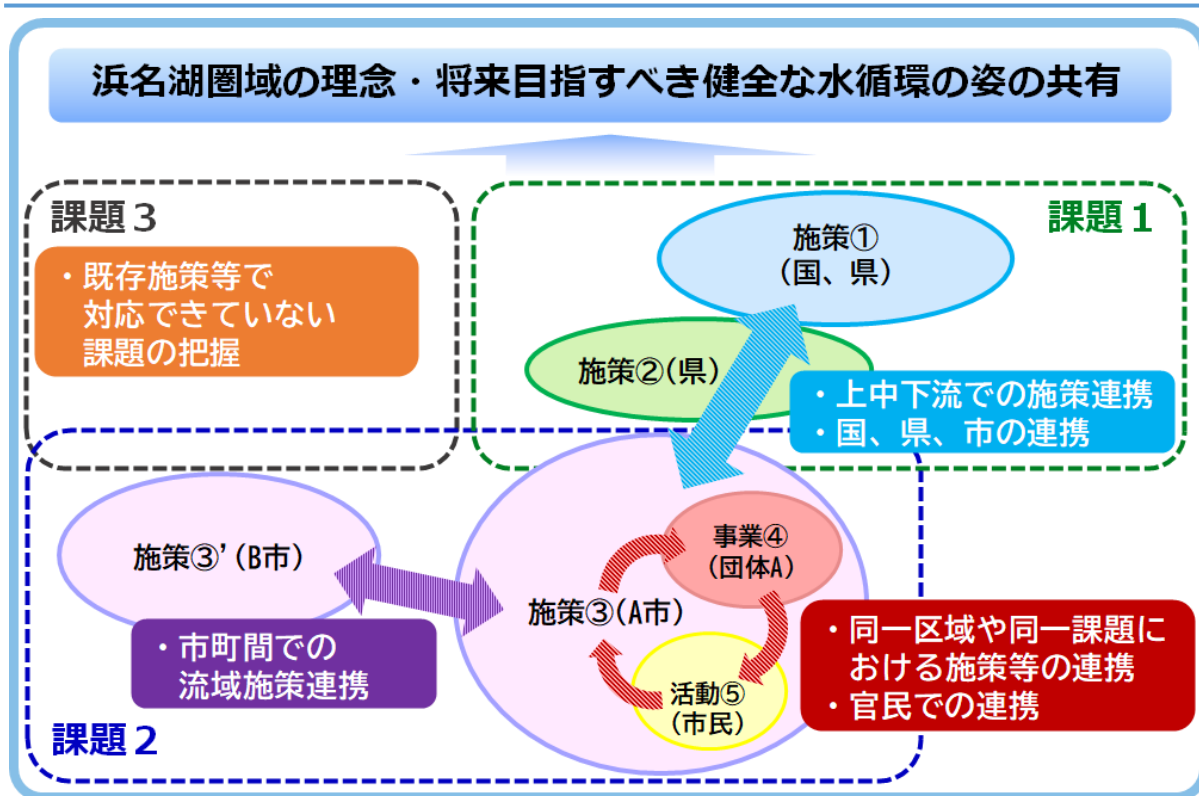 浜名湖圏域の理念・将来目指すべき健全な水循環の姿の共有
課題３
・既存施策等で
対応できていない
課題の把握
課題１
施策①
(国、県)
施策②(県)
・上中下流での施策連携
・国、県、市の連携
施策③'(B市)
・市町間での
流域施策連携
課題２
施策③(A市)
事業④
(団体A)
活動⑤
(市民)
・同一区域や同一課題に
おける施策等の連携
・官民での連携